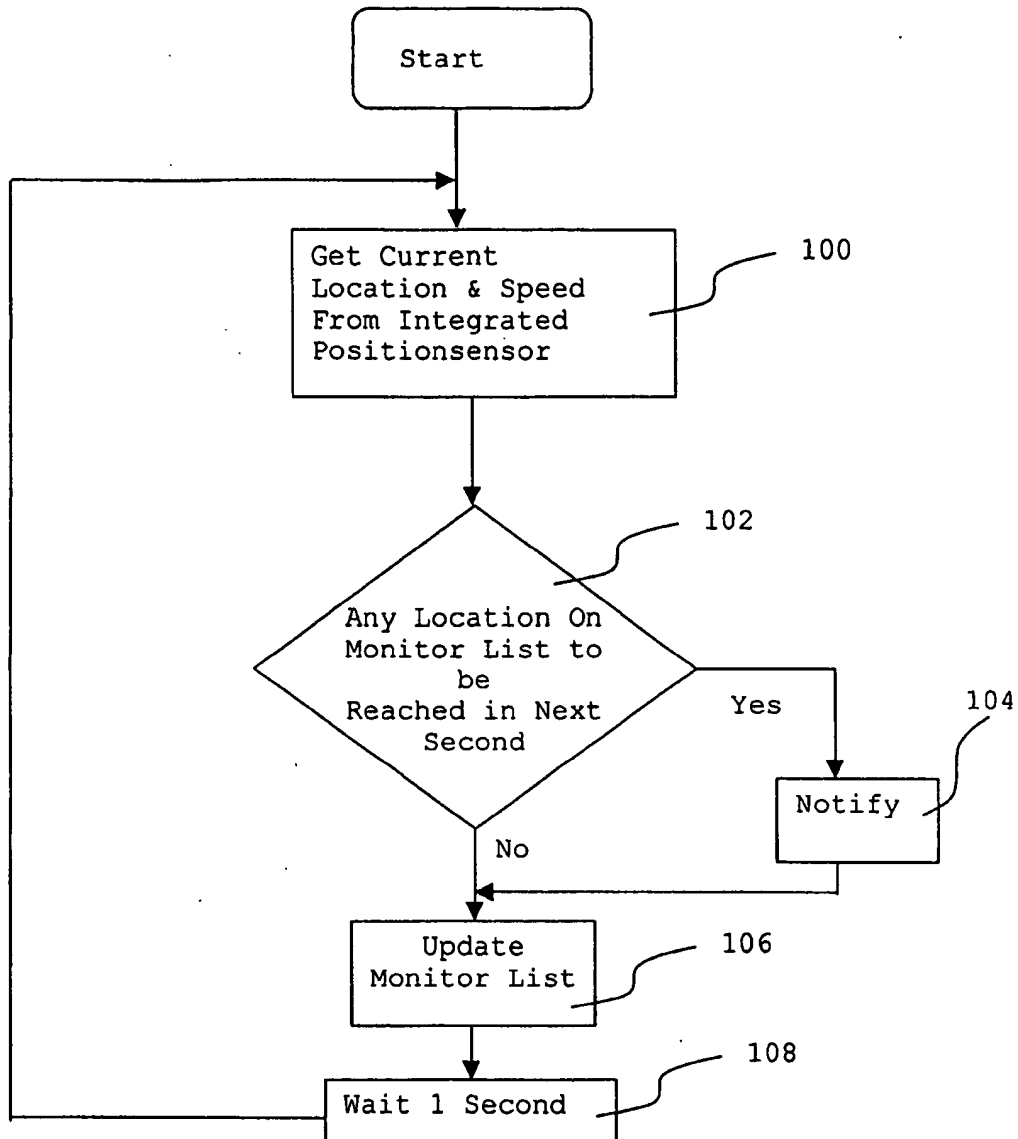 Start
Get Current
Location & Speed
From Integrated
Positionsensor
100
102
Any Location On
Monitor List to
be
Reached in Next
Second
Yes
104
Notify
No
Update
Monitor List
106
108
Wait 1 Second